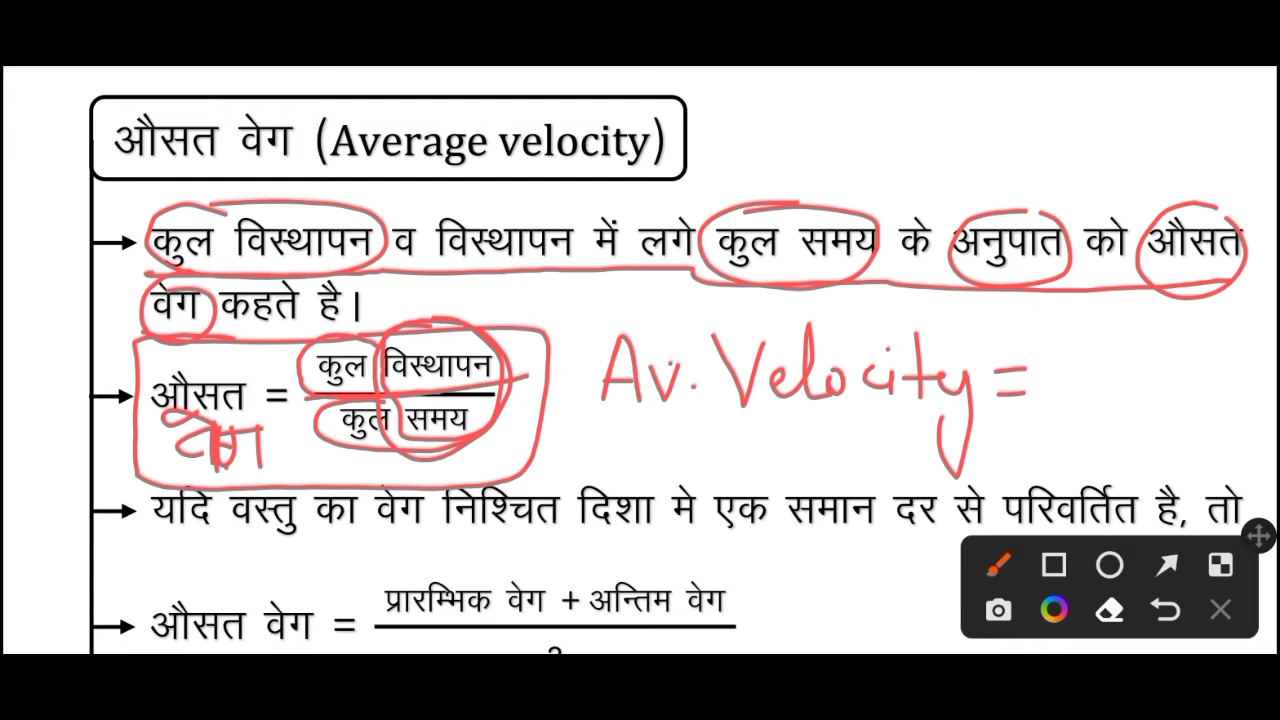 औसत वेग (Average velocity)
कुल विस्थापन व विस्थापन में लगे कुल समय के अनुपात को औसत
वेग कहते है।
औसत = कुल विस्थापन
कुल समय
वेग
Av. Velocity =
यदि वस्तु का वेग निश्चित दिशा मे एक समान दर से परिवर्तित है, तो
औसत वेग = प्रारम्भिक वेग + अन्तिम वेग